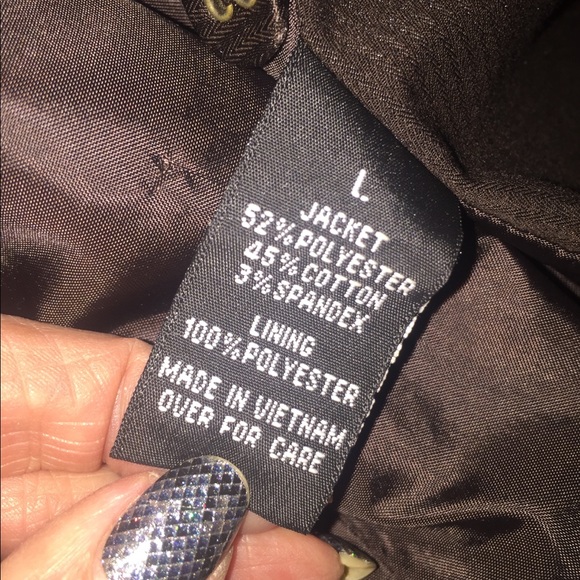 L
JACKET
52% POLYESTER
45% COTTON
3% SPANDEX
LINING
100% POLYESTER
MADE IN VIETNAM
OVER FOR CARE